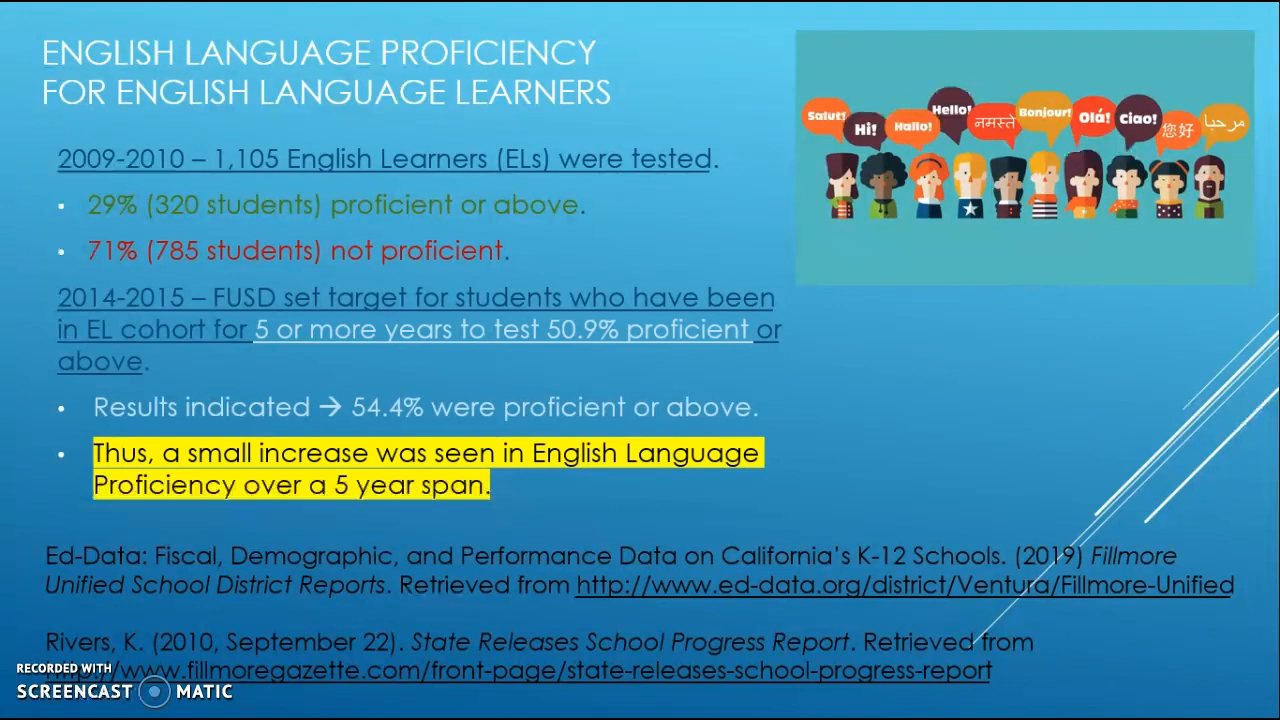 ENGLISH LANGUAGE PROFICIENCY
FOR ENGLISH LANGUAGE LEARNERS
Salut!
Hi!
Hallo!
Hello!
नमस्ते
Bonjour!
Olá!
Ciao!
您好
مرحبا
2009-2010 – 1,105 English Learners (ELs) were tested.
• 29% (320 students) proficient or above.
• 71% (785 students) not proficient.
2014-2015 – FUSD set target for students who have been
in EL cohort for 5 or more years to test 50.9% proficient or
above.
• Results indicated → 54.4% were proficient or above.
• Thus, a small increase was seen in English Language
Proficiency over a 5 year span.
Ed-Data: Fiscal, Demographic, and Performance Data on California's K-12 Schools. (2019) Fillmore
Unified School District Reports. Retrieved from http://www.ed-data.org/district/Ventura/Fillmore-Unified
Rivers, K. (2010, September 22). State Releases School Progress Report. Retrieved from
http://www.fillmoregazette.com/front-page/state-releases-school-progress-report
RECORDED WITH
SCREENCAST MATIC